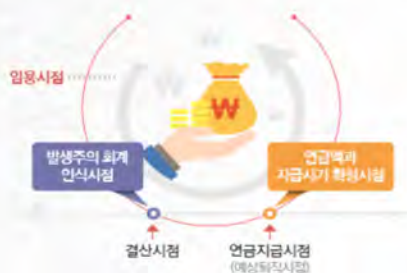 임용시점
W
발생주의 회계
인식시점
연금액과
지급시기 확정시점
결산시점
연금지급시점
(예상퇴직시점)